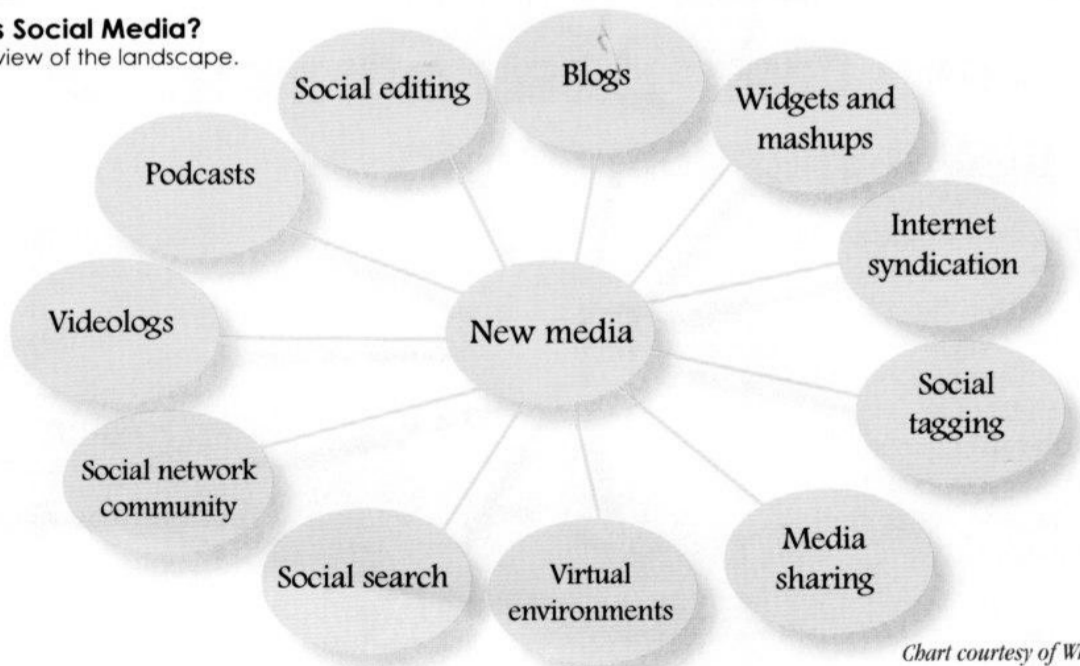 s Social Media?
view of the landscape.
Blogs
Social editing
Widgets and
mashups
Podcasts
Internet
syndication
Videologs
New media
Social
tagging
Social network
community
Media
sharing
Social search
Virtual
environments
Chart courtesy of